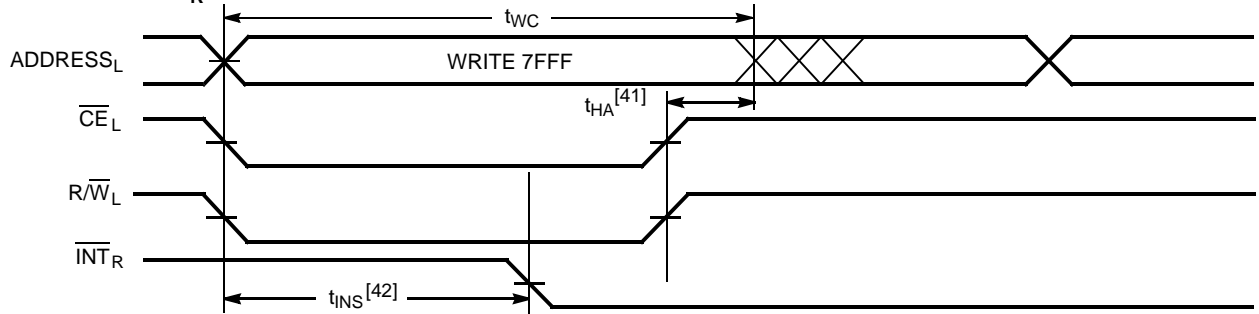 R
tWC
ADDRESSL
WRITE 7FFF
tHA[41]
CEL
R/WL
INTR
tINS[42]